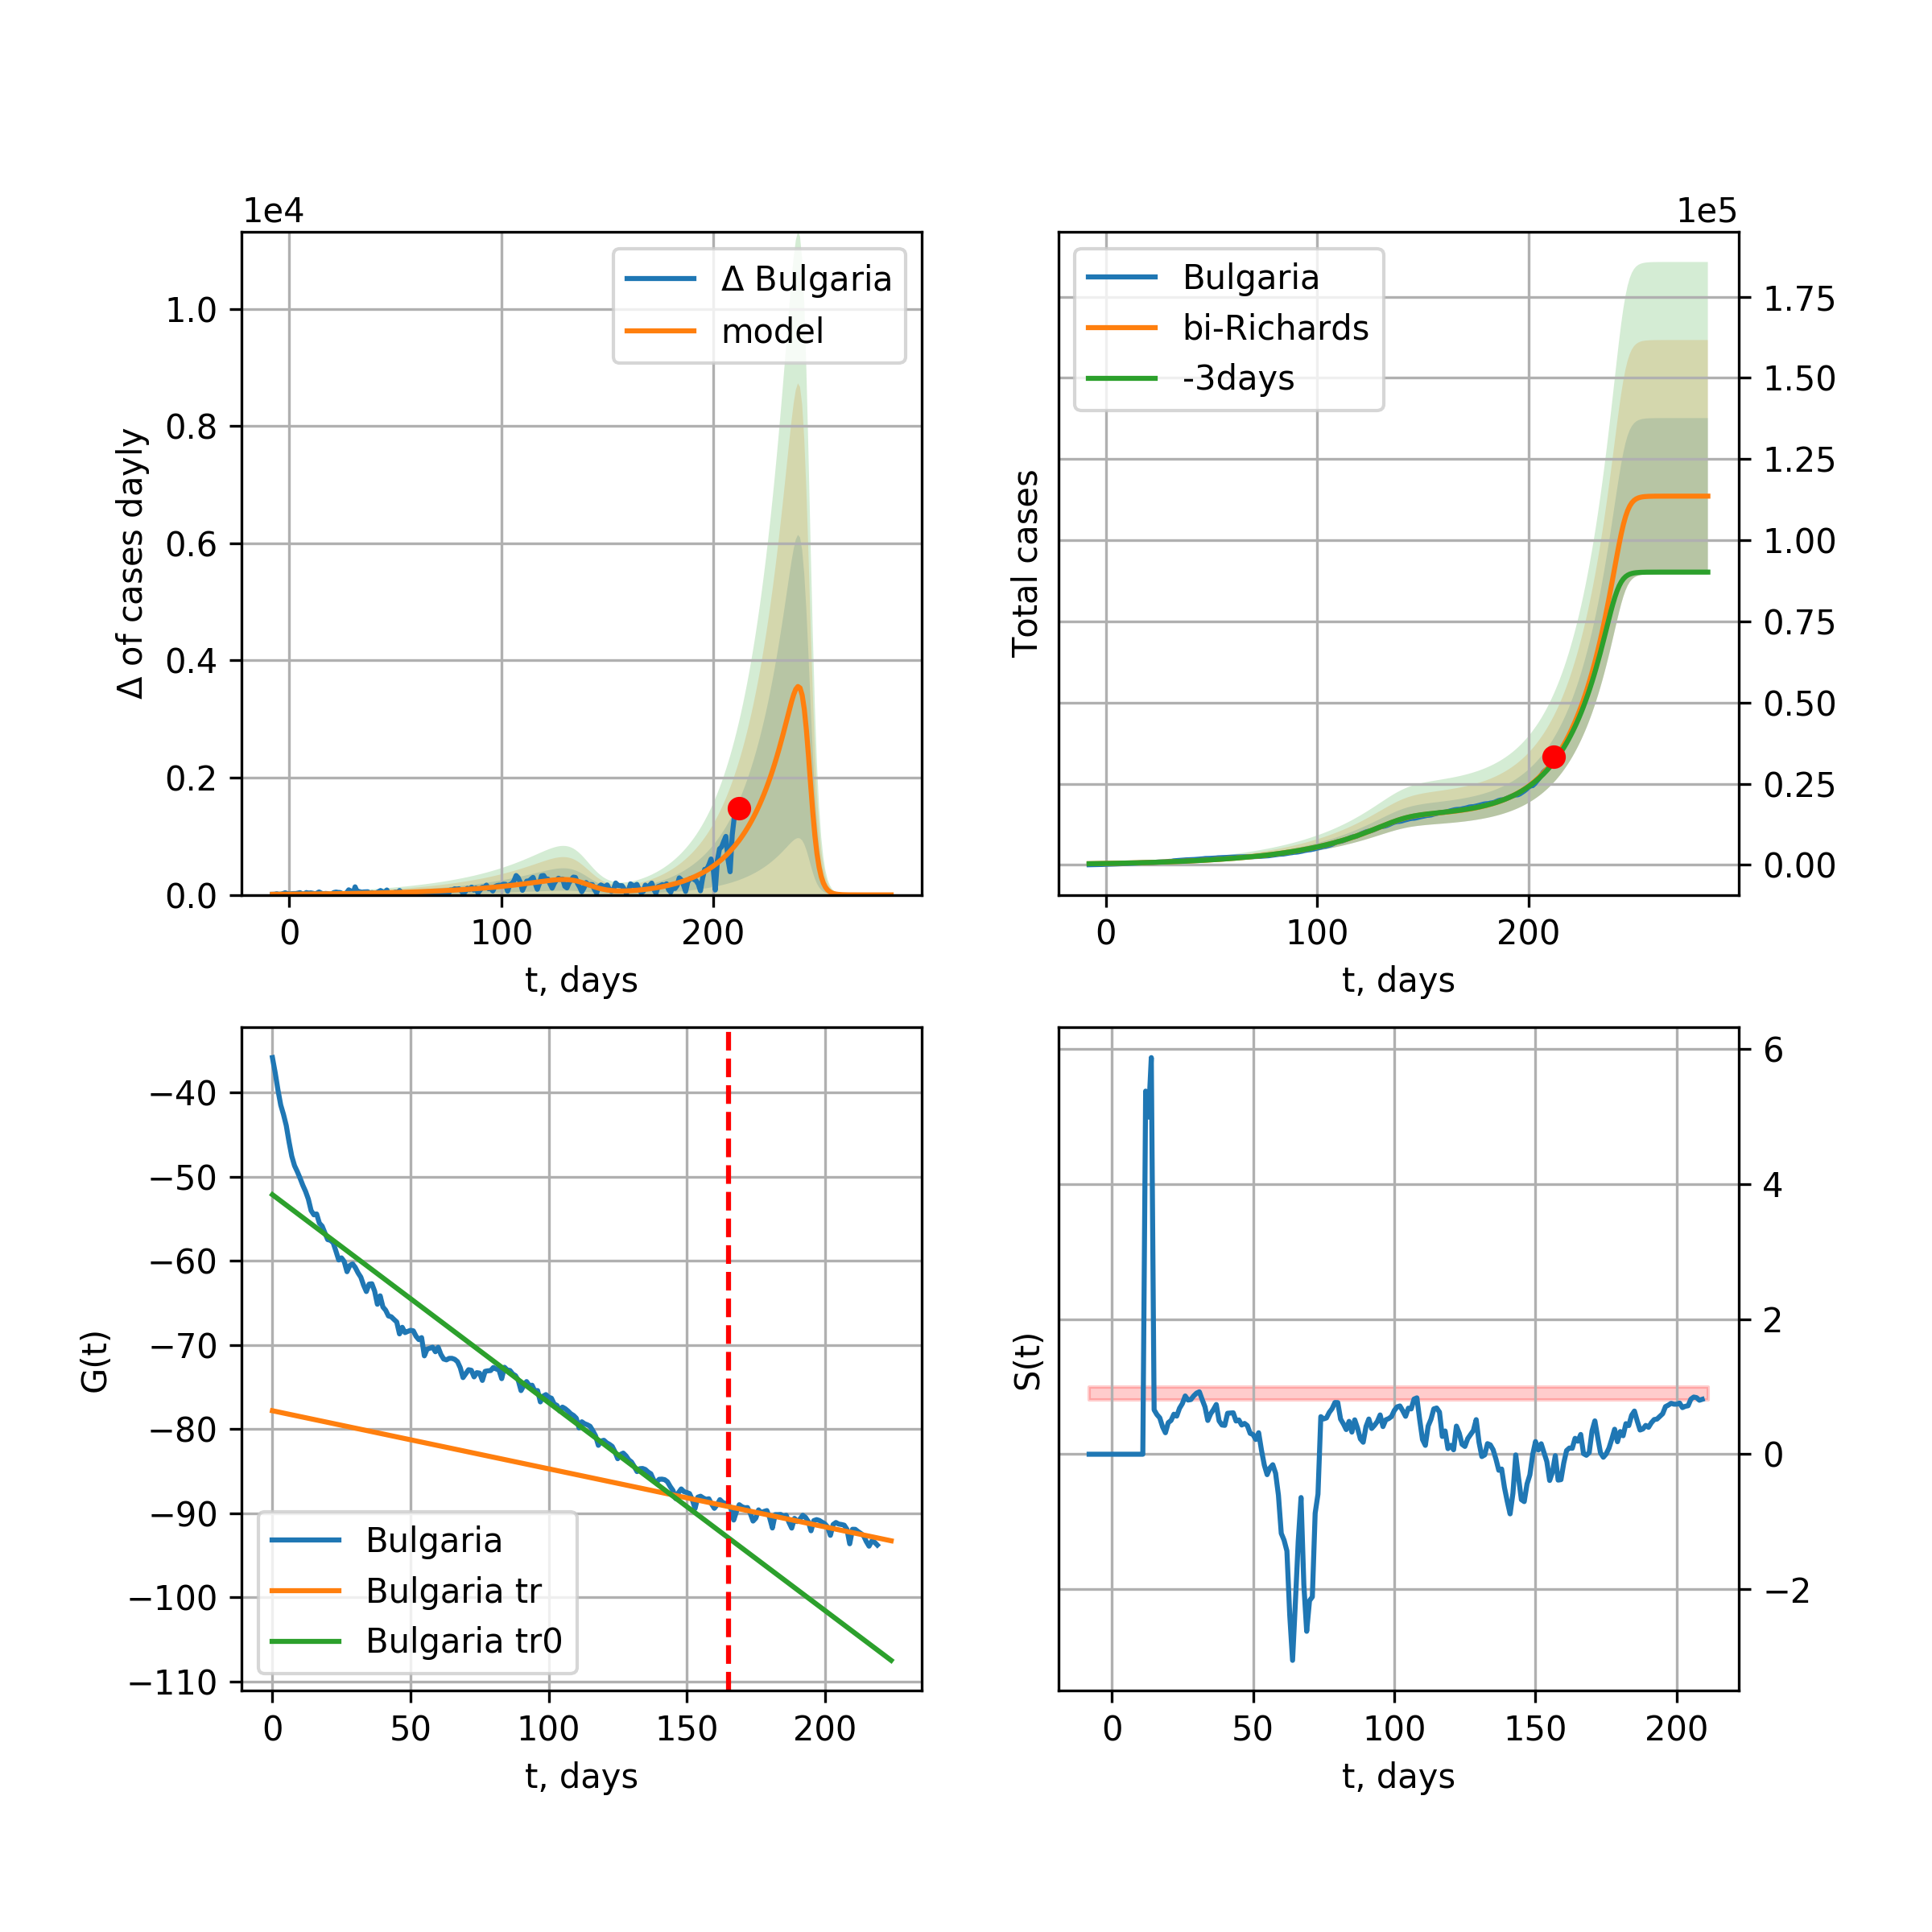 1e4
Δ Bulgaria
model
1.0
0.8
0.6
0.4
0.2
0.0
Δ of cases dayly
0 100 200
t, days
1e5
Bulgaria
bi-Richards
-3days
1.75
1.50
1.25
1.00
0.75
0.50
0.25
0.00
Total cases
0 100 200
t, days
−40
−50
−60
−70
−80
−90
−100
−110
G(t)
Bulgaria
Bulgaria tr
Bulgaria tr0
0 50 100 150 200
t, days
6
4
2
0
−2
S(t)
0 50 100 150 200
t, days